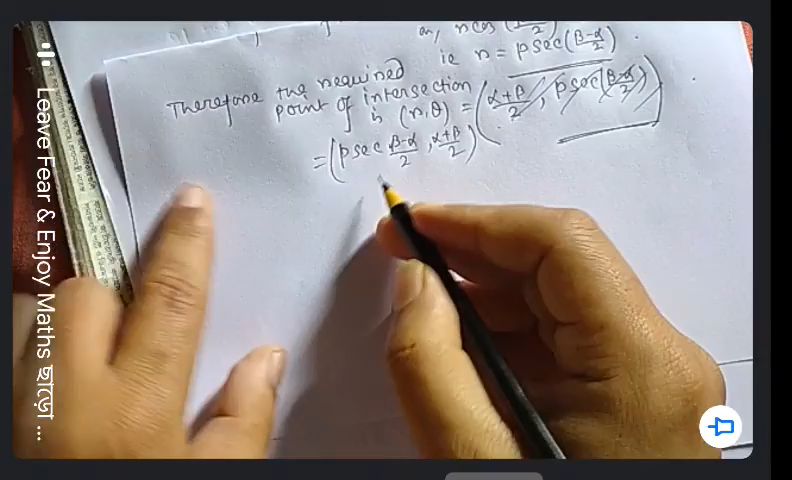 ie r = p sec(β-α/2).
Therefore the required
point of intersection
is (r, θ) = (α+β/2, p sec(β-α/2))
= (p sec β-α/2, α+β/2)
Leave Fear & Enjoy Maths ছাড়ো ...